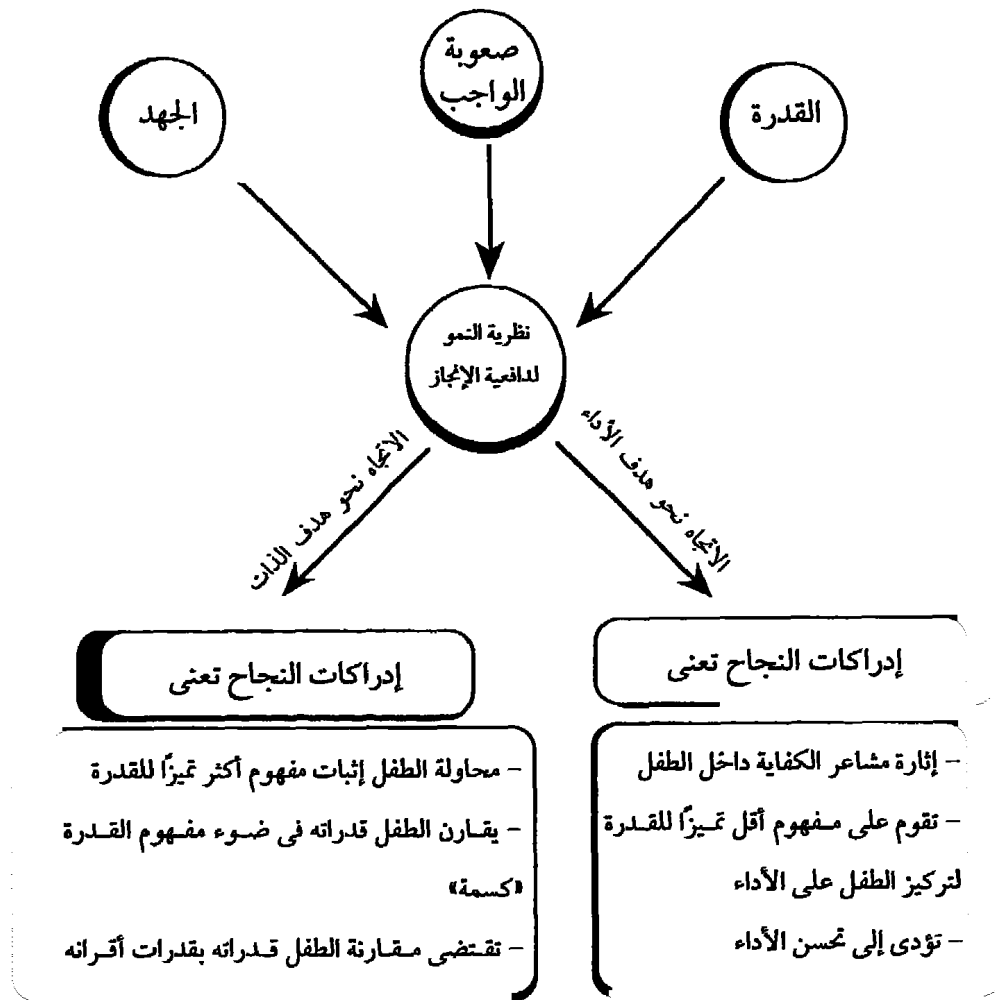 القدرة
صعوبة
الواجب
الجهد
نظرية النمو
لدافعية الإنجاز
الاتجاه نحو هدف الأداء
الاتجاه نحو هدف الذات
إدراكات النجاح تعنى
– إثارة مشاعر الكفاية داخل الطفل
– تقوم على مفهوم أقل تميزًا للقدرة
لتركيز الطفل على الأداء
– تؤدى إلى تحسن الأداء
إدراكات النجاح تعنى
– محاولة الطفل إثبات مفهوم أكثر تميزًا للقدرة
– يقارن الطفل قدراته فى ضوء مفهوم القدرة
«كسمة»
– تقتضى مقارنة الطفل قدراته بقدرات أقرانه